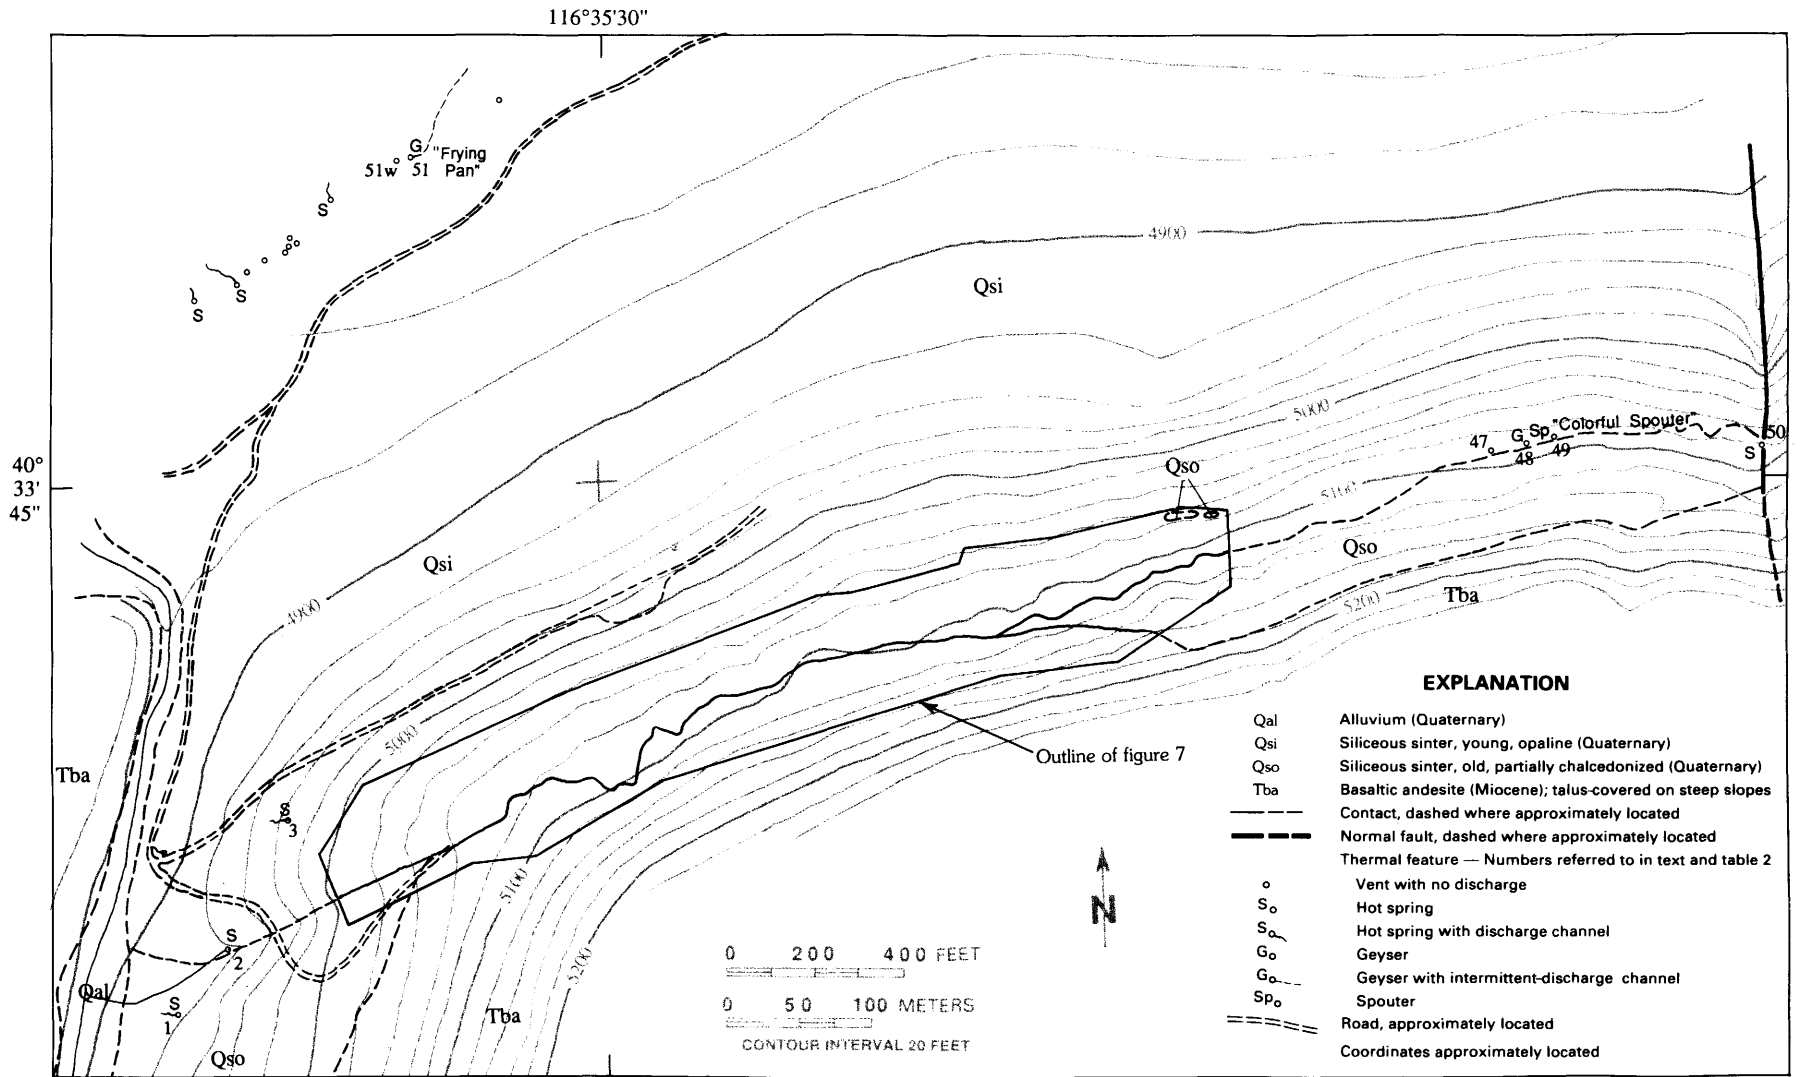 116°35'30"
G "Frying
51w 51 Pan"
S
S
S
4900
Qsi
5000
47 G Sp "Colorful Spouter"
48 49
50
S
40°
33'
45"
Qso
5100
Qsi
Qso
4900
5200
Tba
5000
Tba
Outline of figure 7
S
3
5100
S
2
5200
Qal
S
1
Tba
Qso
N
0 200 400 FEET
0 50 100 METERS
CONTOUR INTERVAL 20 FEET
EXPLANATION
Qal Alluvium (Quaternary)
Qsi Siliceous sinter, young, opaline (Quaternary)
Qso Siliceous sinter, old, partially chalcedonized (Quaternary)
Tba Basaltic andesite (Miocene); talus-covered on steep slopes
Contact, dashed where approximately located
Normal fault, dashed where approximately located
Thermal feature — Numbers referred to in text and table 2
Vent with no discharge
S Hot spring
S Hot spring with discharge channel
G Geyser
G Geyser with intermittent-discharge channel
Sp Spouter
Road, approximately located
Coordinates approximately located